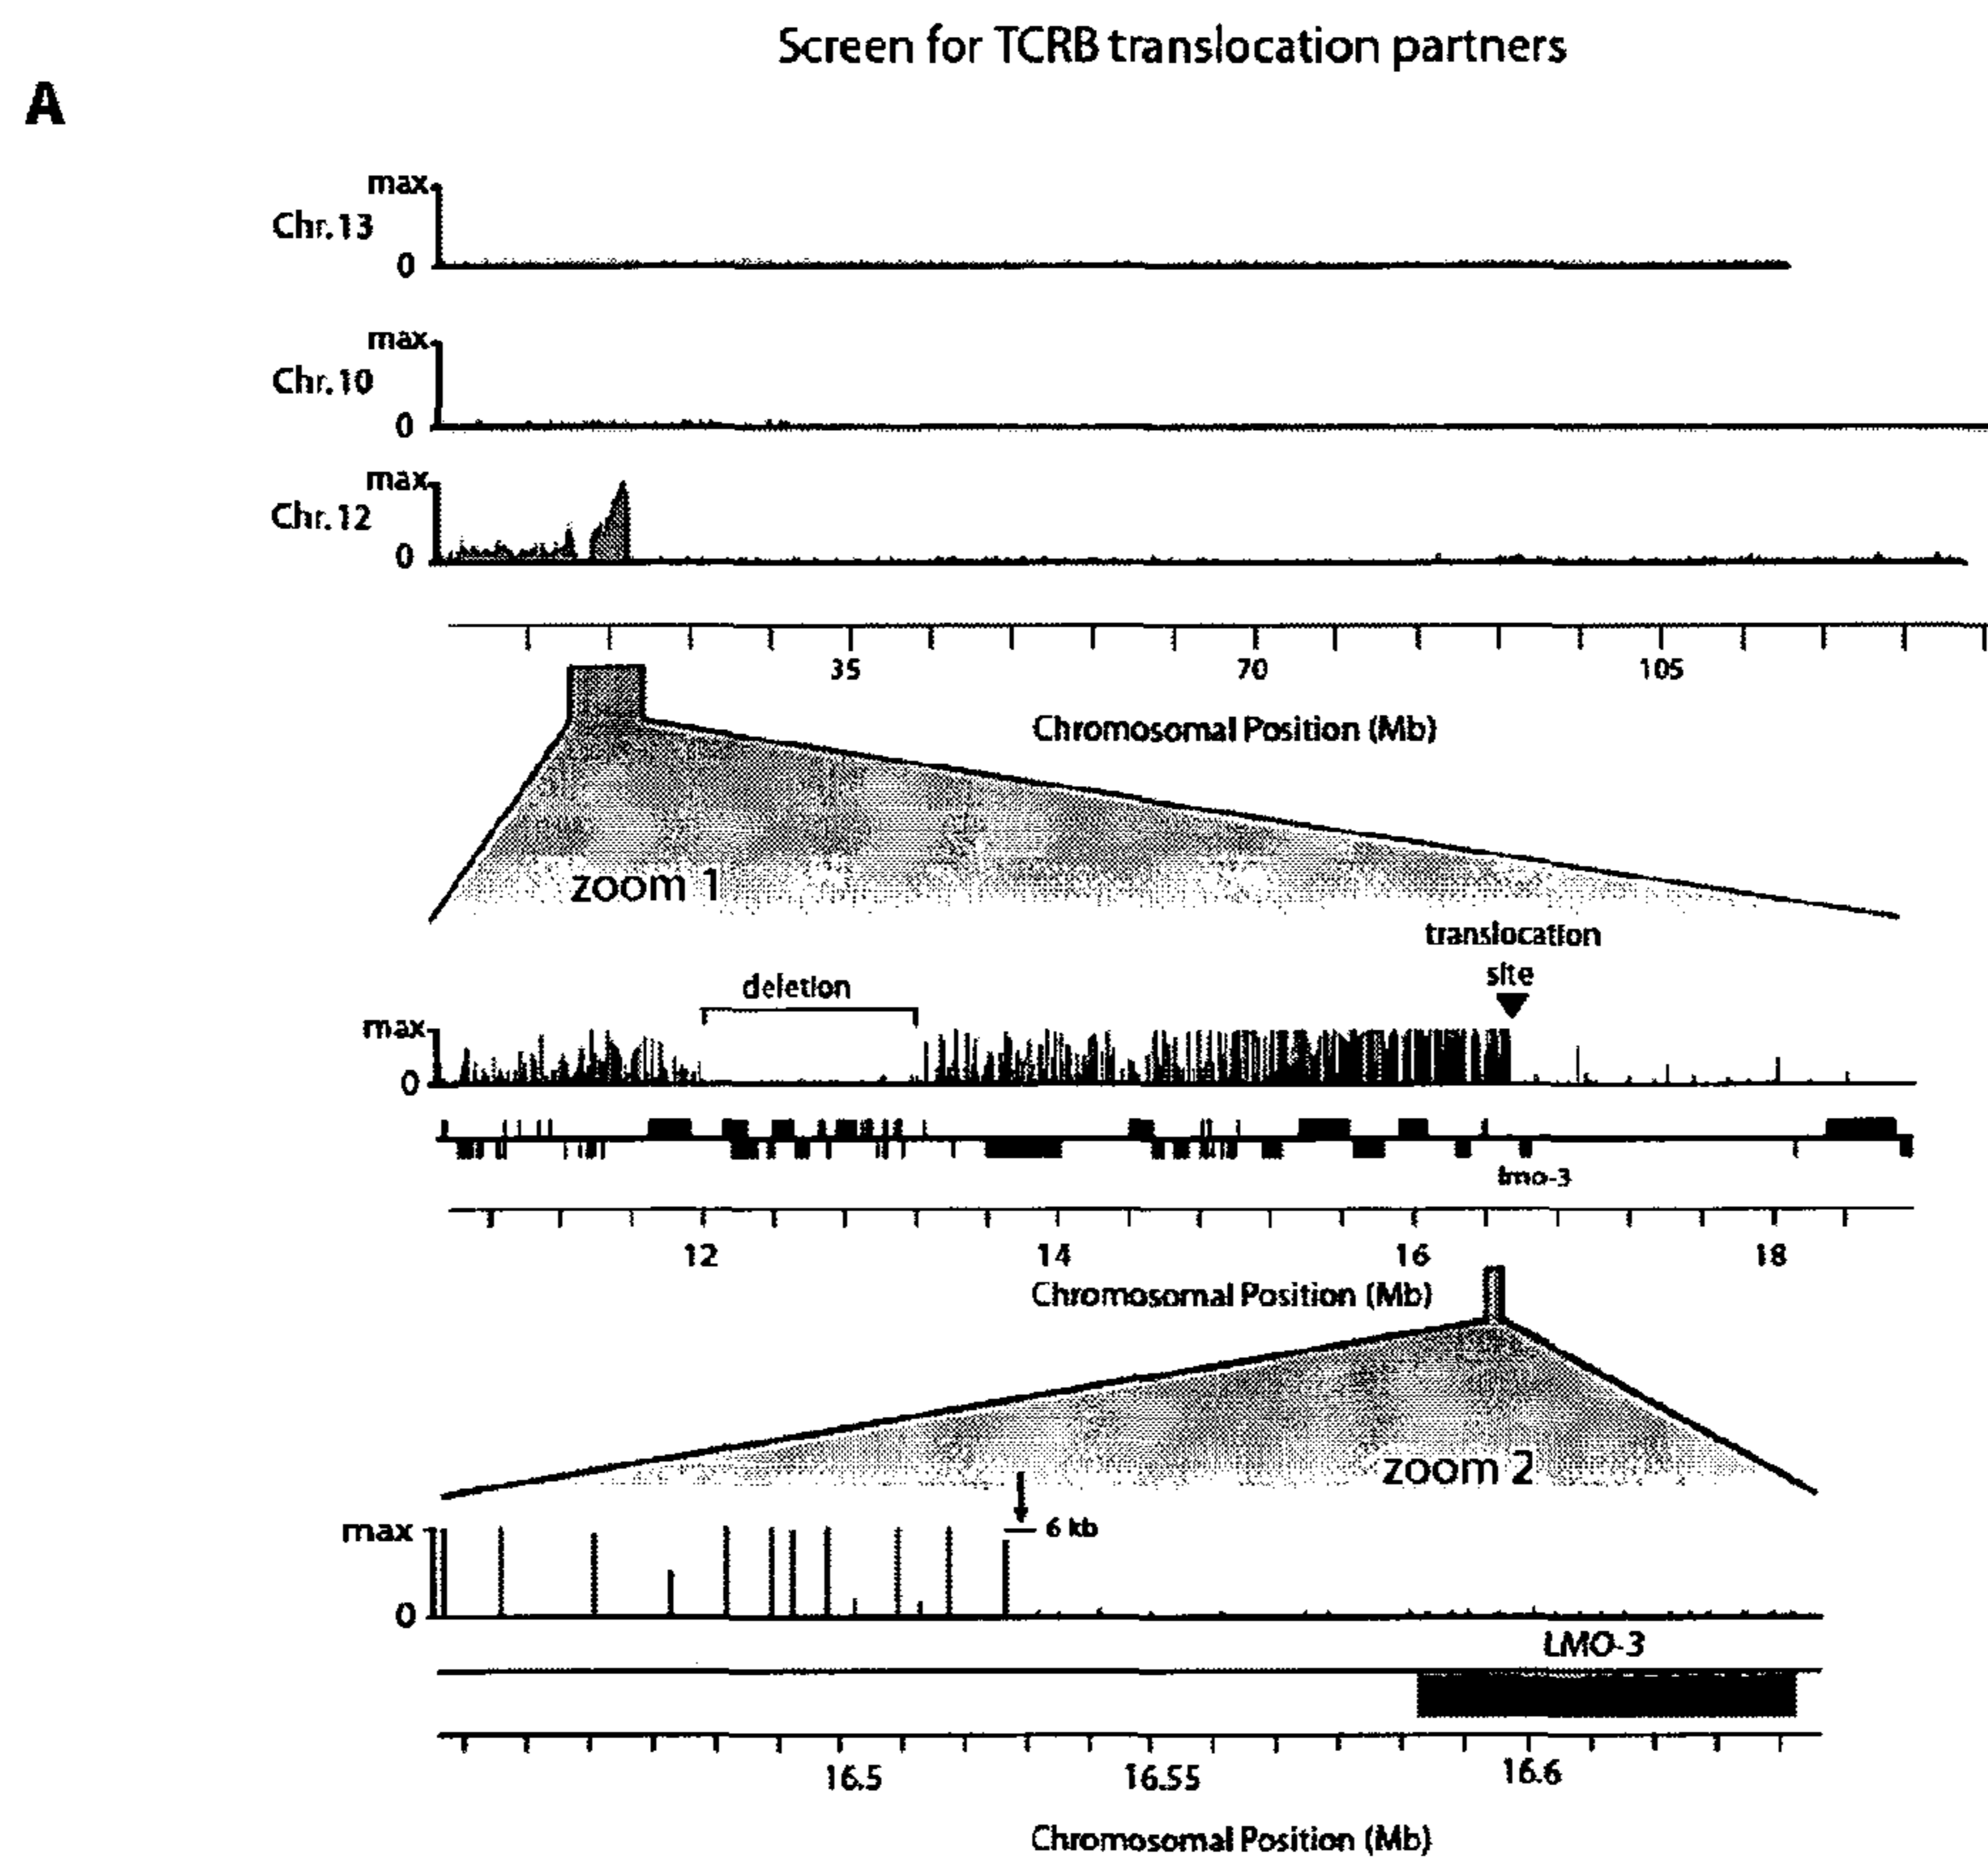 Screen for TCRB translocation partners
A
max
Chr.13
0
max
Chr.10
0
max
Chr.12
0
35 70 105
Chromosomal Position (Mb)
zoom 1
translocation
site
deletion
max
0
lmo-3
12 14 16 18
Chromosomal Position (Mb)
zoom 2
max
6 kb
0
LMO-3
16.5 16.55 16.6
Chromosomal Position (Mb)